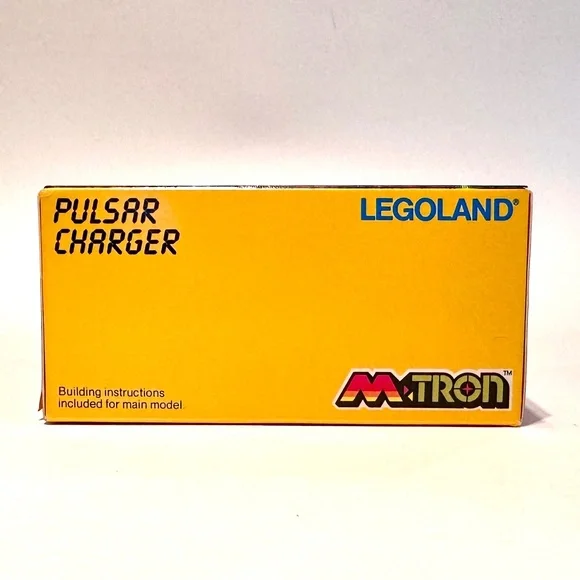 PULSAR
CHARGER
LEGOLAND®
Building instructions
included for main model.
M•TRON™